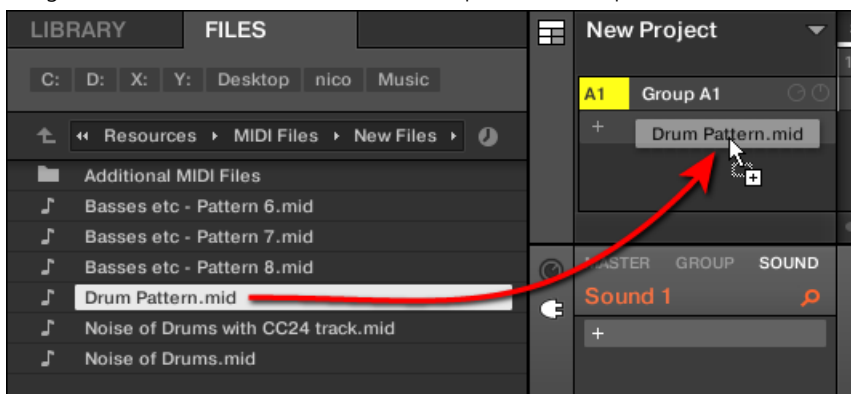 LIBRARY FILES
C: D: X: Y: Desktop nico Music
Resources MIDI Files New Files
Additional MIDI Files
Basses etc - Pattern 6.mid
Basses etc - Pattern 7.mid
Basses etc - Pattern 8.mid
Drum Pattern.mid
Noise of Drums with CC24 track.mid
Noise of Drums.mid
New Project
A1 Group A1
+ Drum Pattern.mid
MASTER GROUP SOUND
Sound 1
+